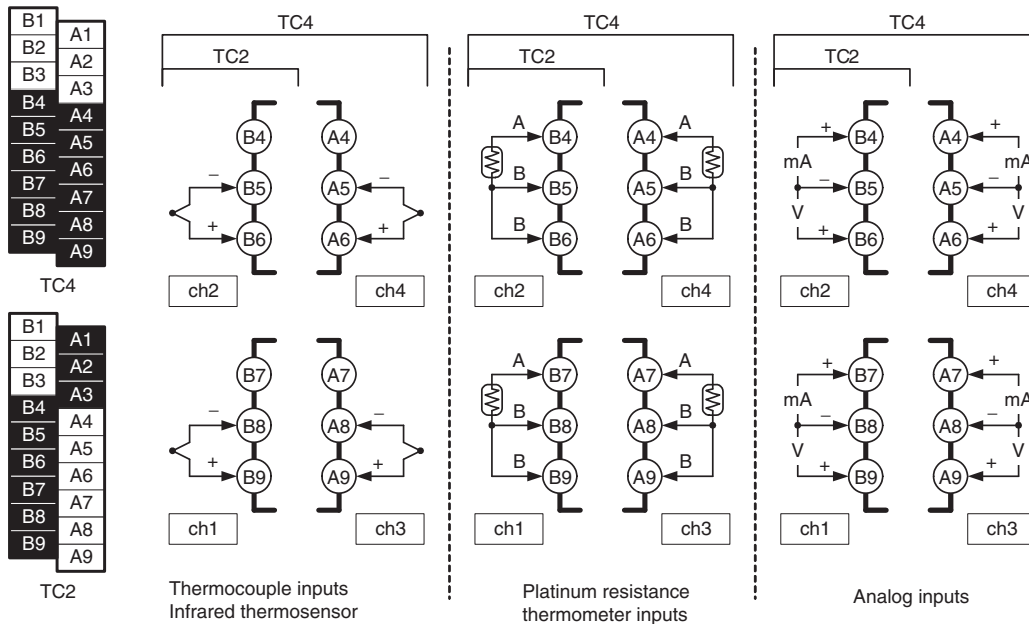 B1
A1
B2
A2
B3
A3
B4
A4
B5
A5
B6
A6
B7
A7
B8
A8
B9
A9
TC4
B1
A1
B2
A2
B3
A3
B4
A4
B5
A5
B6
A6
B7
A7
B8
A8
B9
A9
TC2
TC4
TC2
B4 A4
− B5 A5 −
+ B6 A6 +
ch2 ch4
B7 A7
− B8 A8 −
+ B9 A9 +
ch1 ch3
Thermocouple inputs
Infrared thermosensor
TC4
TC2
A B4 A4 A
B B5 A5 B
B B6 A6 B
ch2 ch4
A B7 A7 A
B B8 A8 B
B B9 A9 B
ch1 ch3
Platinum resistance
thermometer inputs
TC4
TC2
+ B4 A4 +
mA mA
− B5 A5 −
V V
+ B6 A6 +
ch2 ch4
+ B7 A7 +
mA mA
− B8 A8 −
V V
+ B9 A9 +
ch1 ch3
Analog inputs